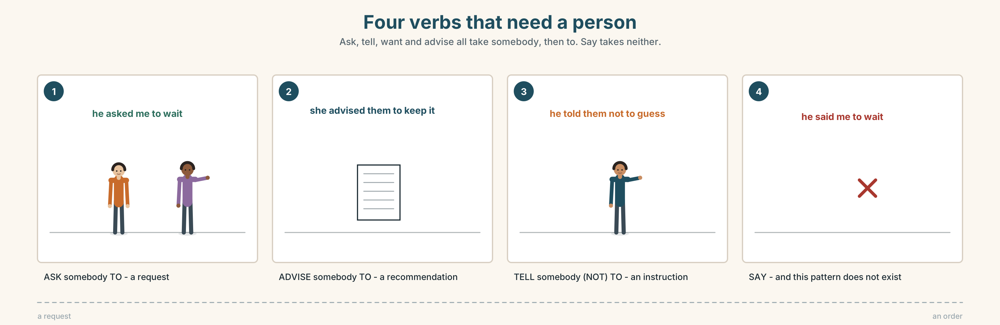 Four verbs that need a person
Ask, tell, want and advise all take somebody, then to. Say takes neither.
1
he asked me to wait
ASK somebody TO - a request
2
she advised them to keep it
ADVISE somebody TO - a recommendation
3
he told them not to guess
TELL somebody (NOT) TO - an instruction
4
he said me to wait
SAY - and this pattern does not exist
a request
an order